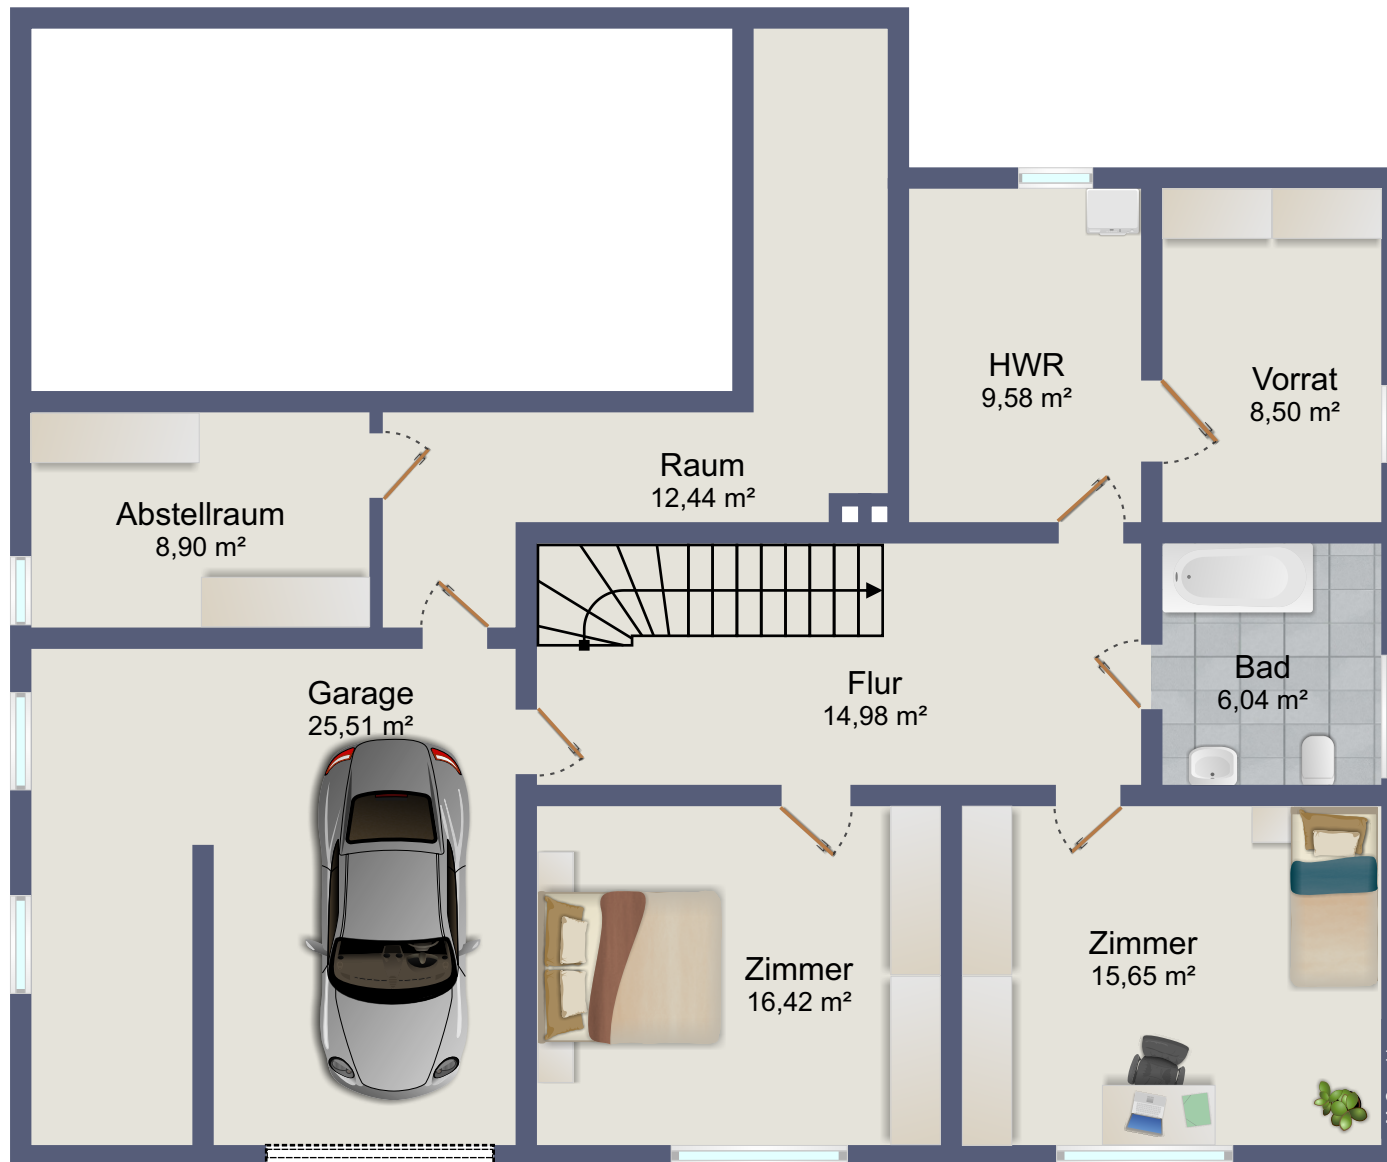 HWR
9,58 m²
Vorrat
8,50 m²
Raum
12,44 m²
Abstellraum
8,90 m²
Garage
25,51 m²
Flur
14,98 m²
Bad
6,04 m²
Zimmer
16,42 m²
Zimmer
15,65 m²